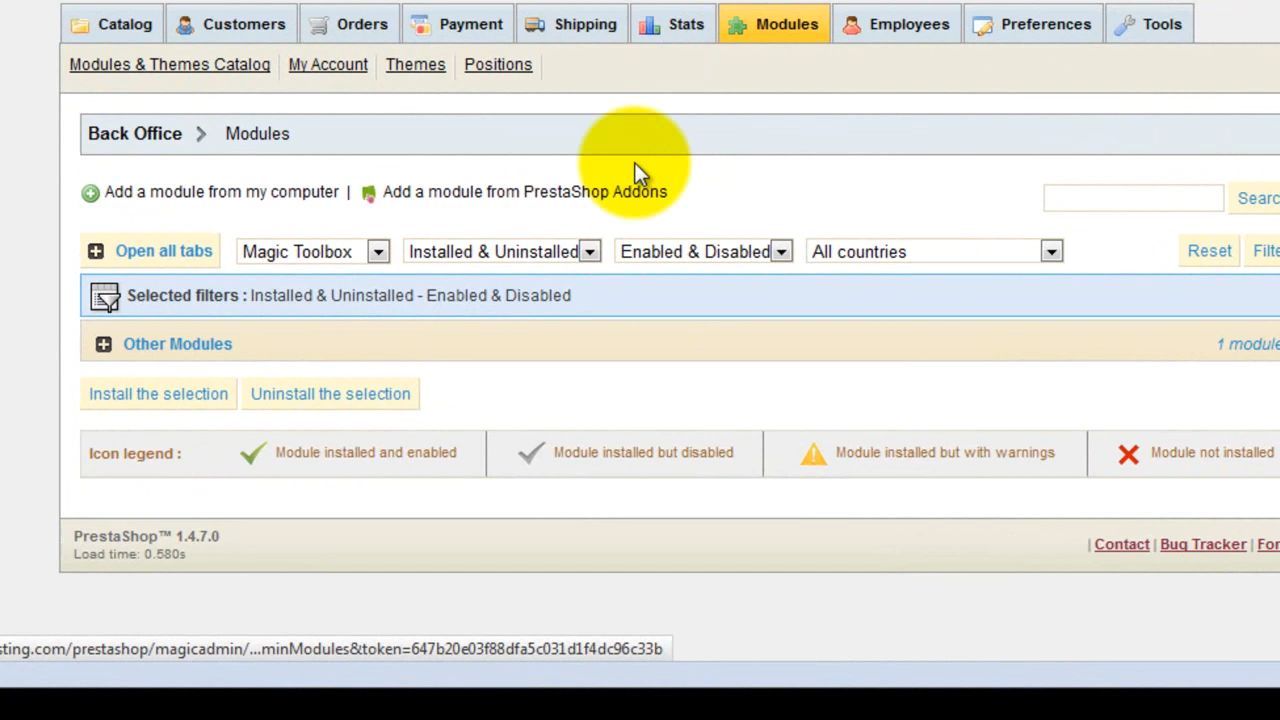 Catalog Customers Orders Payment Shipping Stats Modules Employees Preferences Tools
Modules & Themes Catalog My Account Themes Positions
Back Office > Modules
Add a module from my computer | Add a module from PrestaShop Addons
Searc
Open all tabs Magic Toolbox Installed & Uninstalled Enabled & Disabled All countries Reset Filte
Selected filters : Installed & Uninstalled - Enabled & Disabled
Other Modules 1 module
Install the selection Uninstall the selection
Icon legend : Module installed and enabled Module installed but disabled Module installed but with warnings Module not installed
PrestaShop™ 1.4.7.0
Load time: 0.580s
| Contact | Bug Tracker | For
sting.com/prestashop/magicadmin/...minModules&token=647b20e03f88dfa5c031d1f4dc96c33b